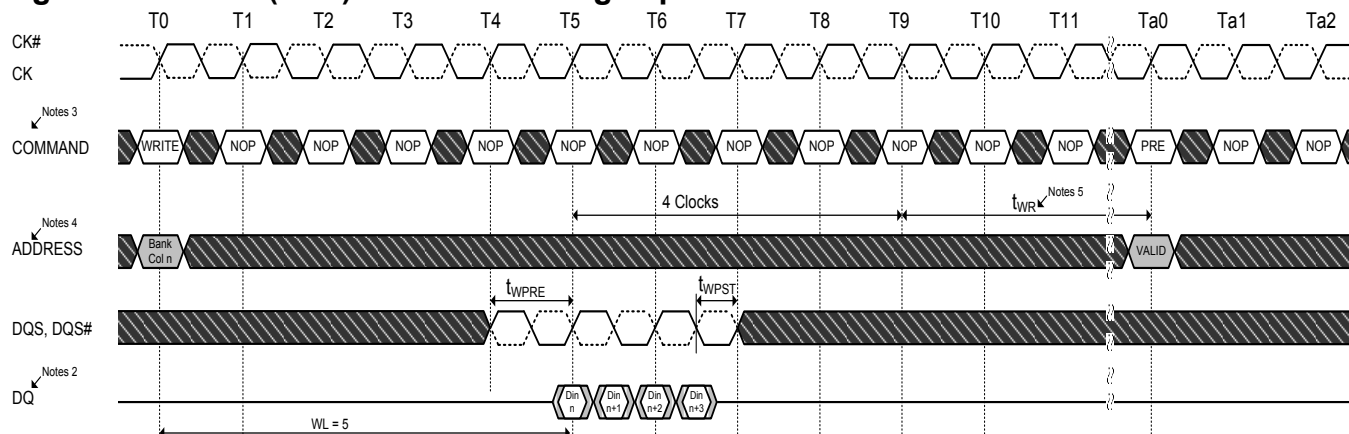 T0 T1 T2 T3 T4 T5 T6 T7 T8 T9 T10 T11 Ta0 Ta1 Ta2
CK#
CK
Notes 3
COMMAND WRITE NOP NOP NOP NOP NOP NOP NOP NOP NOP NOP NOP PRE NOP NOP
4 Clocks tWR Notes 5
Notes 4
ADDRESS
Bank
Col n
VALID
tWPRE tWPST
DQS, DQS#
Notes 2
DQ
Din
n
Din
n+1
Din
n+2
Din
n+3
WL = 5